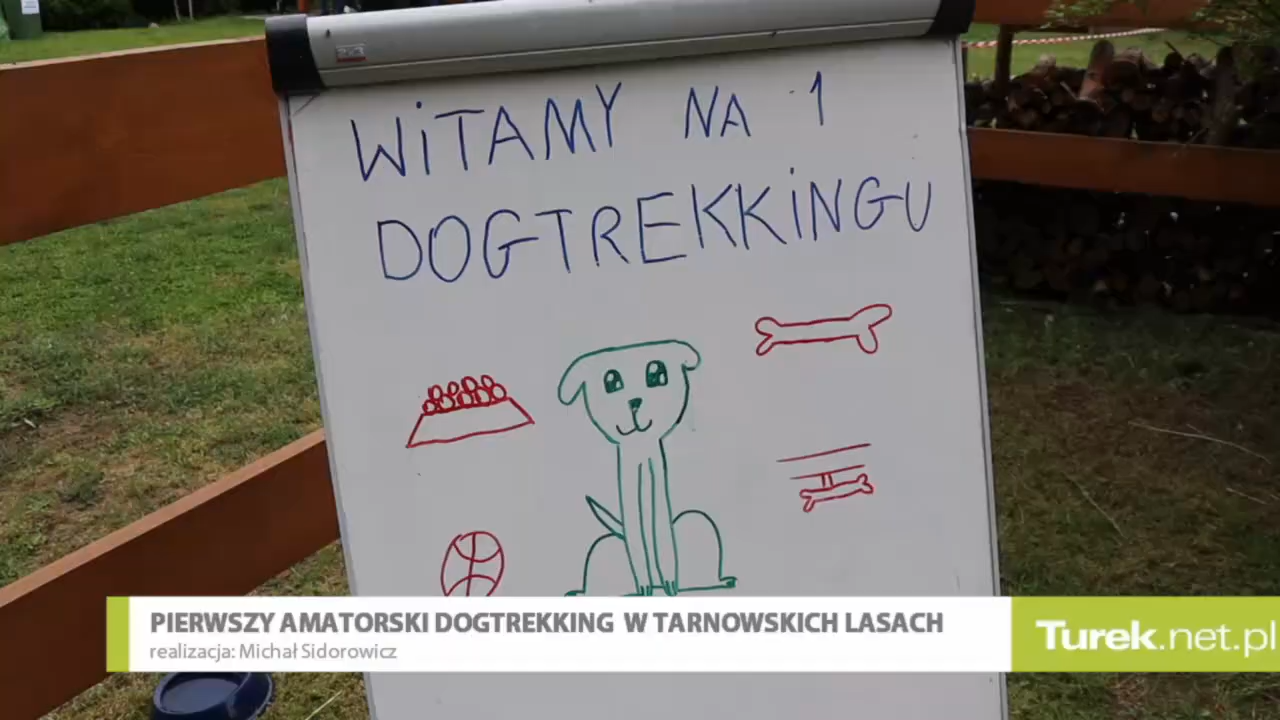 WiTAMY NA 1
DOGTREKKiNGU
PIERWSZY AMATORSKI DOGTREKKING W TARNOWSKICH LASACH
realizacja: Michał Sidorowicz
Turek.net.pl